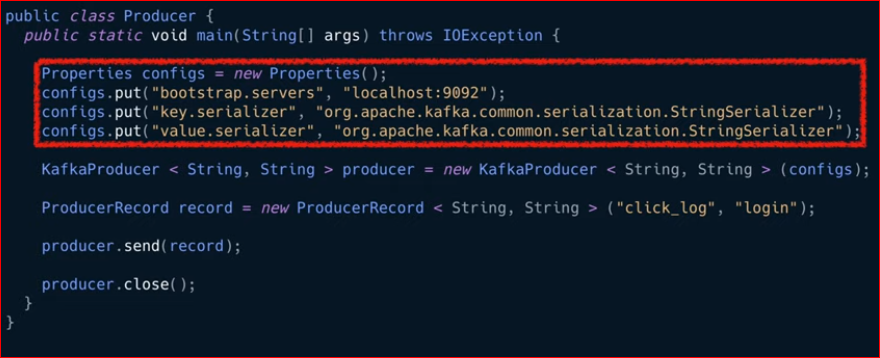 public class Producer {
public static void main(String[] args) throws IOException {
Properties configs = new Properties();
configs.put("bootstrap.servers", "localhost:9092");
configs.put("key.serializer", "org.apache.kafka.common.serialization.StringSerializer");
configs.put("value.serializer", "org.apache.kafka.common.serialization.StringSerializer");
KafkaProducer < String, String > producer = new KafkaProducer < String, String > (configs);
ProducerRecord record = new ProducerRecord < String, String > ("click_log", "login");
producer.send(record);
producer.close();
}
}